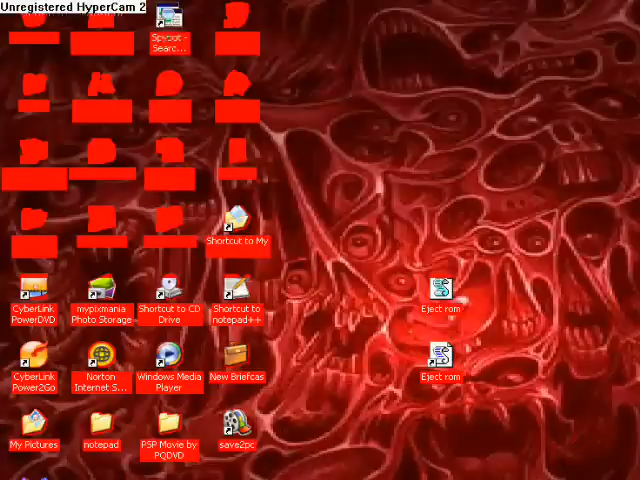 Unregistered HyperCam 2
Spybot -
Searc...
Shortcut to My
CyberLink
PowerDVD
mypixmania
Photo Storage
Shortcut to CD
Drive
Shortcut to
notepad++
Eject rom
CyberLink
Power2Go
Norton
Internet S...
Windows Media
Player
New Briefcas
Eject rom
My Pictures
notepad
PSP Movie by
PQDVD
save2pc